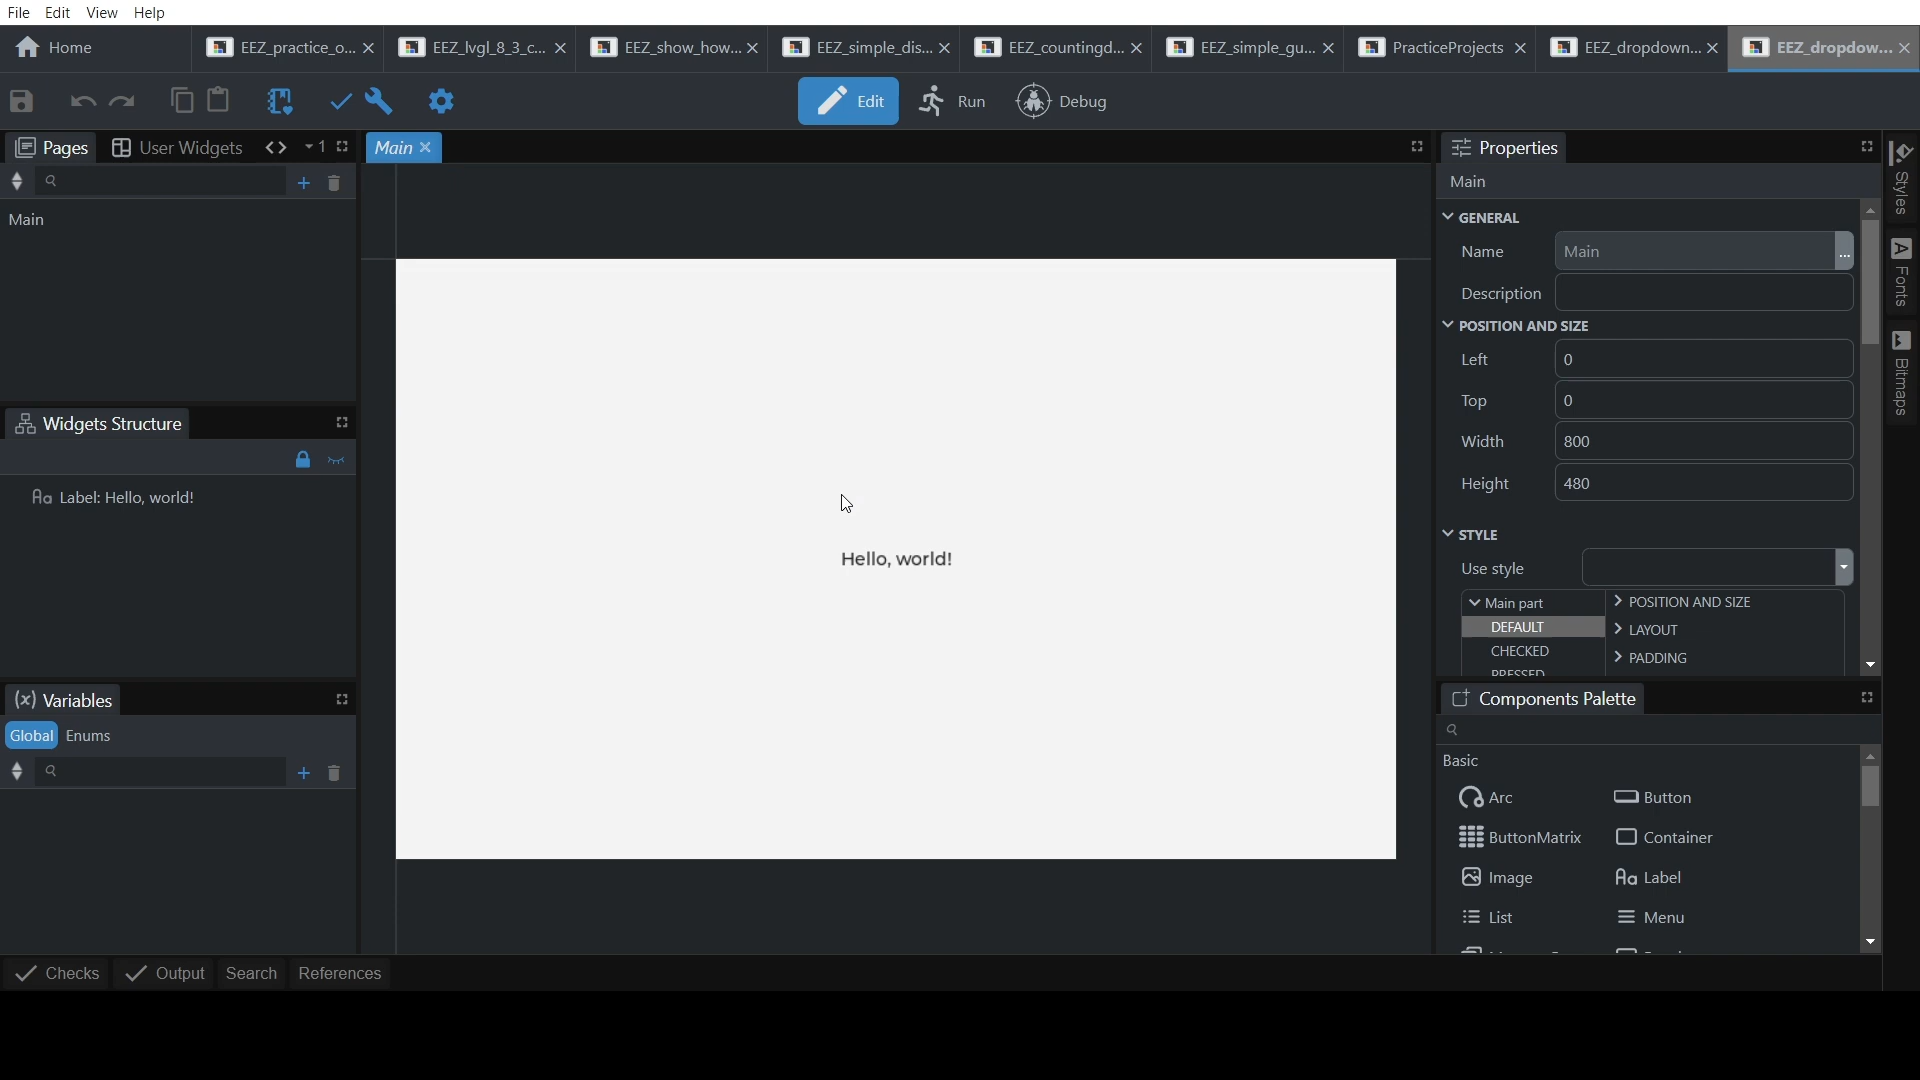 File Edit View Help
Home EEZ_practice_o... EEZ_lvgl_8_3_c... EEZ_show_how... EEZ_simple_dis... EEZ_countingd... EEZ_simple_gu... PracticeProjects EEZ_dropdown... EEZ_dropdow...
Edit Run Debug
Pages User Widgets 1
Main
Widgets Structure
Aa Label: Hello, world!
Variables
Global Enums
Main
Hello, world!
Properties
Main
GENERAL
Name Main ...
Description
POSITION AND SIZE
Left 0
Top 0
Width 800
Height 480
STYLE
Use style
Main part
DEFAULT
CHECKED
PRESSED
POSITION AND SIZE
LAYOUT
PADDING
Components Palette
Basic
Arc Button
ButtonMatrix Container
Image Aa Label
List Menu
Styles
A Fonts
Bitmaps
Checks Output Search References